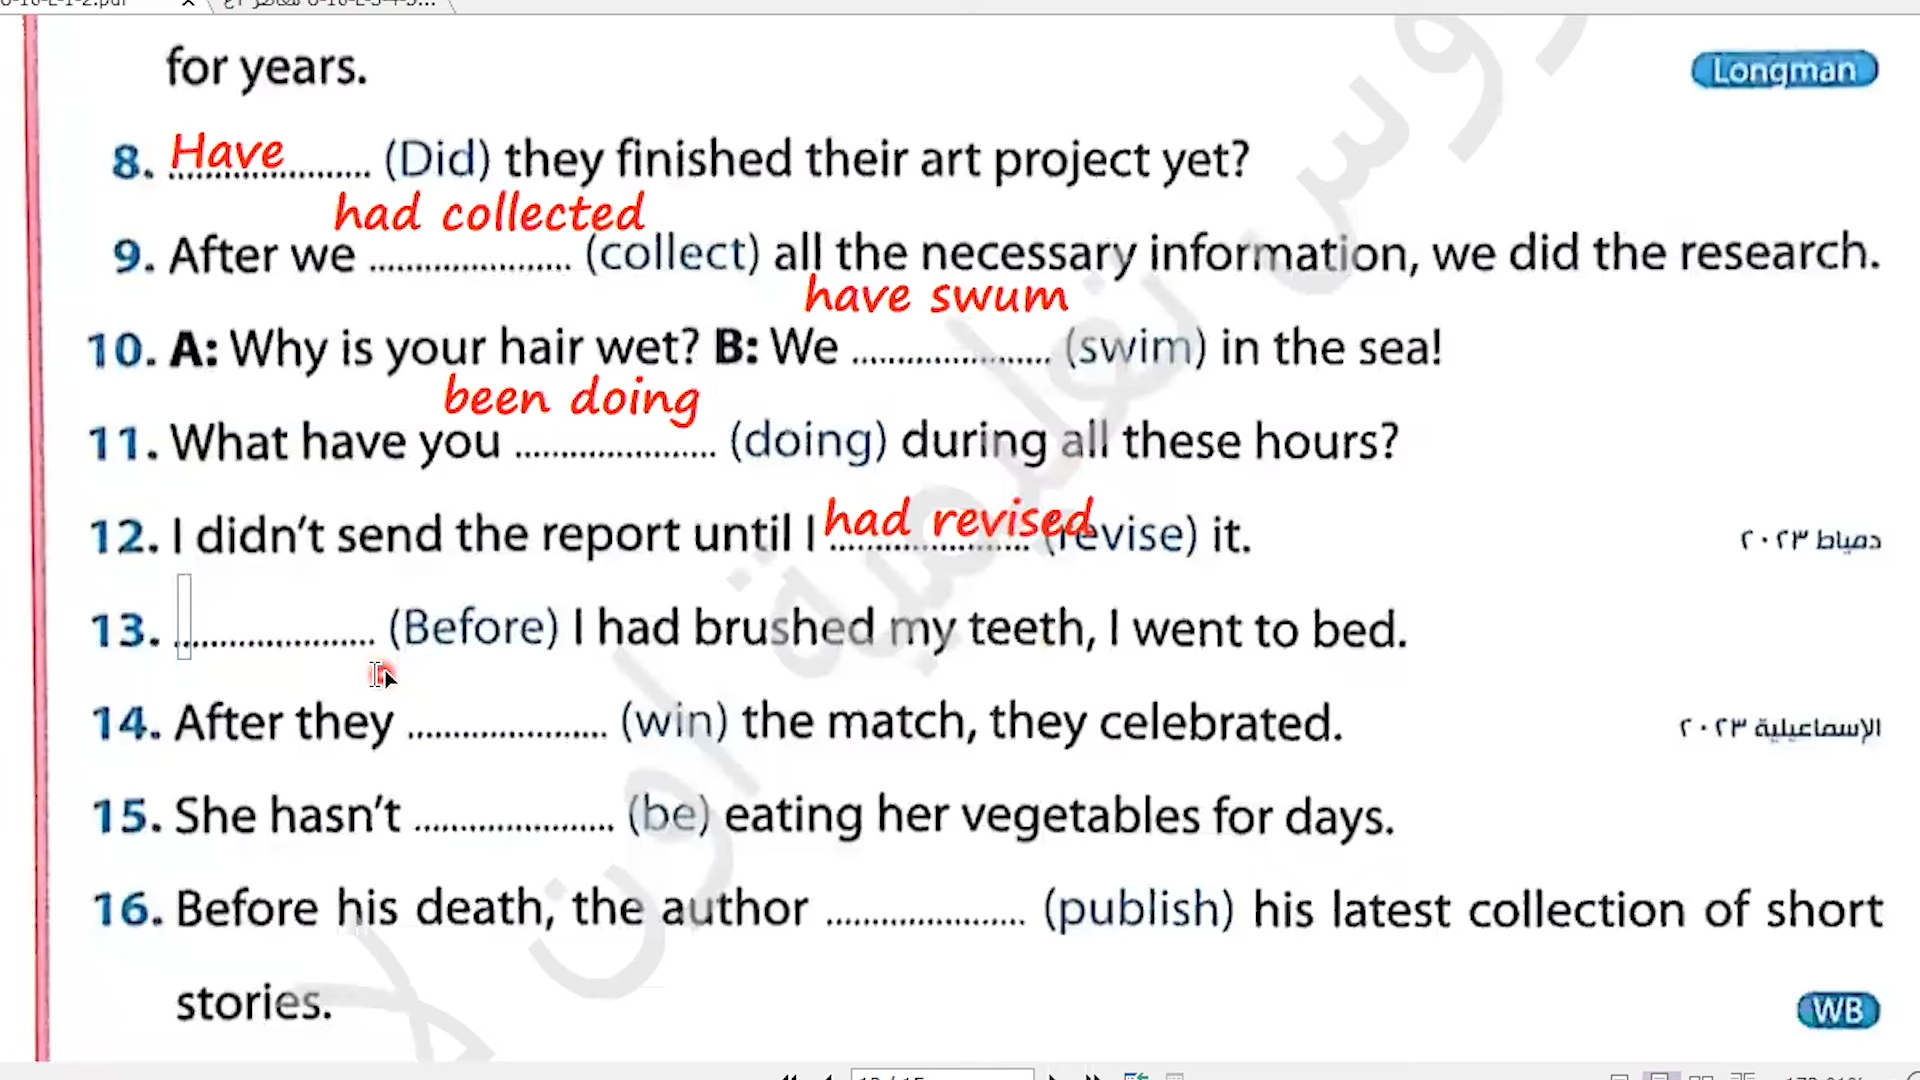 for years.
Longman
8. Have ..................... (Did) they finished their art project yet?
had collected
9. After we ..................... (collect) all the necessary information, we did the research.
have swum
10. A: Why is your hair wet? B: We ..................... (swim) in the sea!
been doing
11. What have you ..................... (doing) during all these hours?
12. I didn't send the report until I had revised ..................... (revise) it.
دمياط ٢٠٢٣
13. ..................... (Before) I had brushed my teeth, I went to bed.
14. After they ..................... (win) the match, they celebrated.
الإسماعيلية ٢٠٢٣
15. She hasn't ..................... (be) eating her vegetables for days.
16. Before his death, the author ..................... (publish) his latest collection of short
stories.
WB